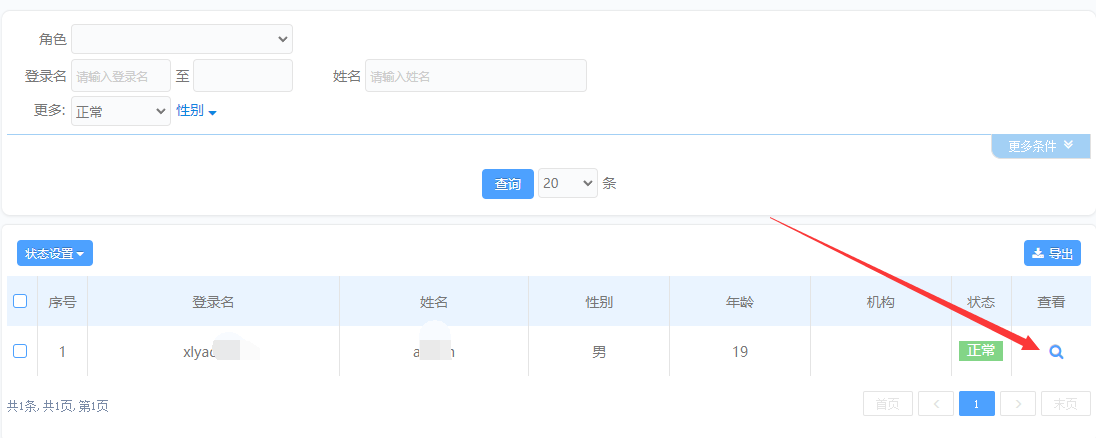 角色
登录名 请输入登录名 至 姓名 请输入姓名
更多: 正常 性别
更多条件
查询 20 条
状态设置 导出
序号 登录名 姓名 性别 年龄 机构 状态 查看
1 男 19 正常
共1条, 共1页, 第1页 首页 < 1 > 末页